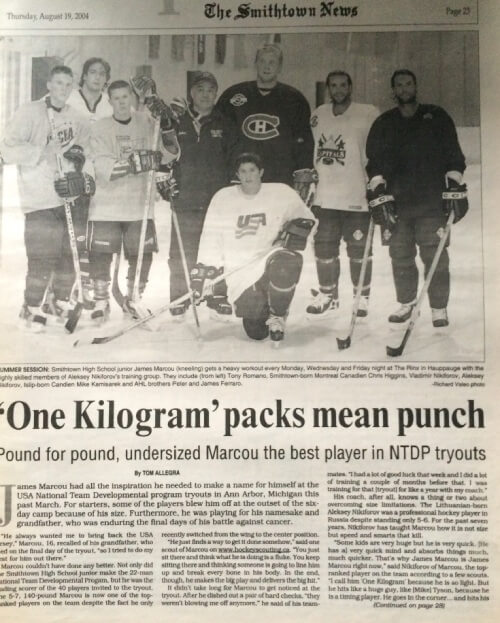 Thursday, August 19, 2004
The Smithtown News
Page 23
USA
CAPITALS
USA
UMMER SESSION: Smithtown High School junior James Marcou (kneeling) gets a heavy workout every Monday, Wednesday and Friday night at The Rinx in Hauppauge with the
ghly skilled members of Aleksey Nikiforov's training group. They include (from left) Tony Romano, Smithtown-born Montreal Canadien Chris Higgins, Vladimir Nikiforov, Aleksey
kiforov, Islip-born Candien Mike Kamisarek and AHL brothers Peter and James Ferraro.
-Richard Valeo photo
'One Kilogram' packs mean punch
Pound for pound, undersized Marcou the best player in NTDP tryouts
By TOM ALLEGRA
James Marcou had all the inspiration he needed to make a name for himself at the
USA National Team Developmental program tryouts in Ann Arbor, Michigan this
past March. For starters, some of the players blew him off at the outset of the six-
day camp because of his size. Furthermore, he was playing for his namesake and
grandfather, who was enduring the final days of his battle against cancer.
"He always wanted me to bring back the USA
rsey," Marcou, 16, recalled of his grandfather, who
ed on the final day of the tryout, "so I tried to do my
st for him out there."
Marcou couldn't have done any better. Not only did
e Smithtown High School junior make the 22-man
ational Team Developmental Progam, but he was the
ading scorer of the 40 players invited to the tryout.
he 5-7, 140-pound Marcou is now one of the top-
nked players on the team despite the fact he only
recently switched from the wing to the center position.
"He just finds a way to get it done somehow," said one
scout of Marcou on www.hockeyscouting.ca. "You just
sit there and think what he is doing is a fluke. You keep
sitting there and thinking someone is going to line him
up and break every bone in his body. In the end,
though, he makes the big play and delivers the big hit."
It didn't take long for Marcou to get noticed at the
tryout. After he dished out a pair of hard checks, "they
weren't blowing me off anymore," he said of his team-
mates. "I had a lot of good luck that week and I did a lot
of training a couple of months before that. I was
training for that [tryout] for like a year with my coach."
His coach, after all, knows a thing or two about
overcoming size limitations. The Lithuanian-born
Aleksey Nikiforov was a professional hockey player in
Russia despite standing only 5-6. For the past seven
years, Nikiforov has taught Marcou how it is not size
but speed and smarts that kill.
"Some kids are very huge but he is very quick. [He
has a] very quick mind and absorbs things much,
much quicker. That's why James Marcou is James
Marcou right now," said Nikiforov of Marcou, the top-
ranked player on the team according to a few scouts.
"I call him 'One Kilogram' because he is so small. But
he hits like a huge guy, like [Mike] Tyson, because he
is a timing player. He goes in the corner...and hits his
(Continued on page 28)